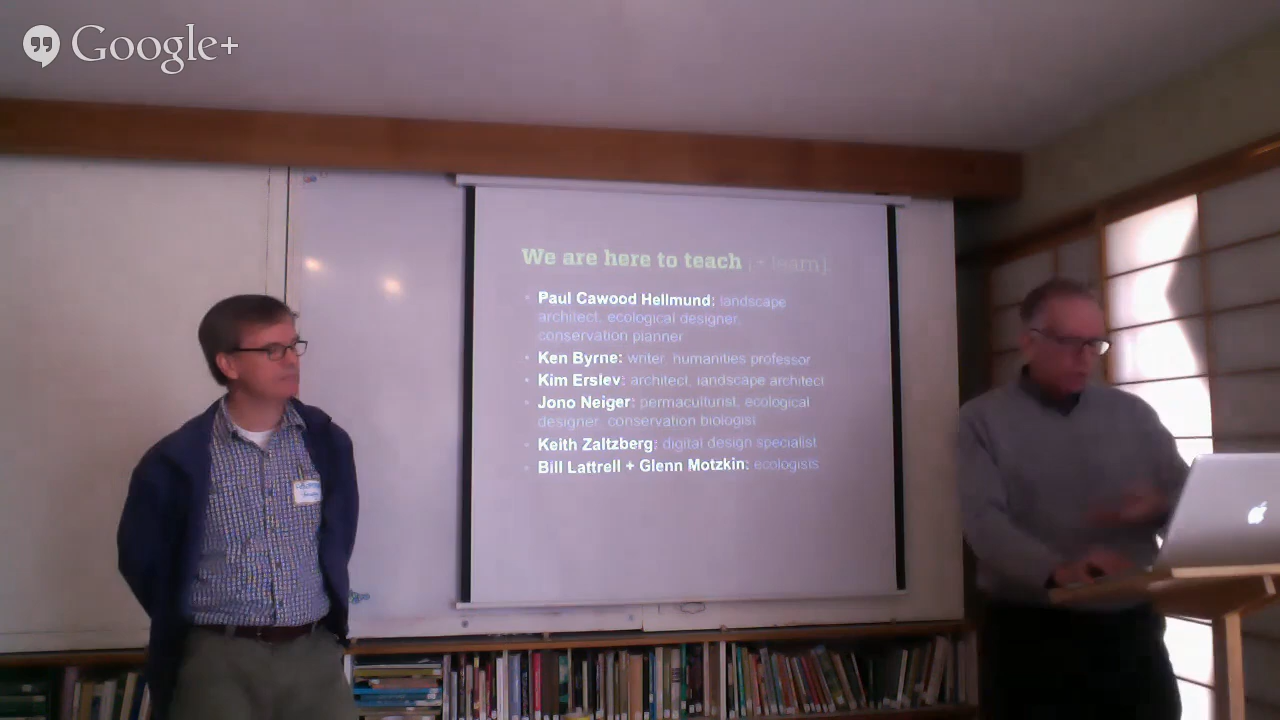 Google+
We are here to teach [+ learn]
• Paul Cawood Hellmund: landscape
architect, ecological designer,
conservation planner
• Ken Byrne: writer, humanities professor
• Kim Erslev: architect, landscape architect
• Jono Neiger: permaculturist, ecological
designer, conservation biologist
• Keith Zaltzberg: digital design specialist
• Bill Lattrell + Glenn Motzkin: ecologists